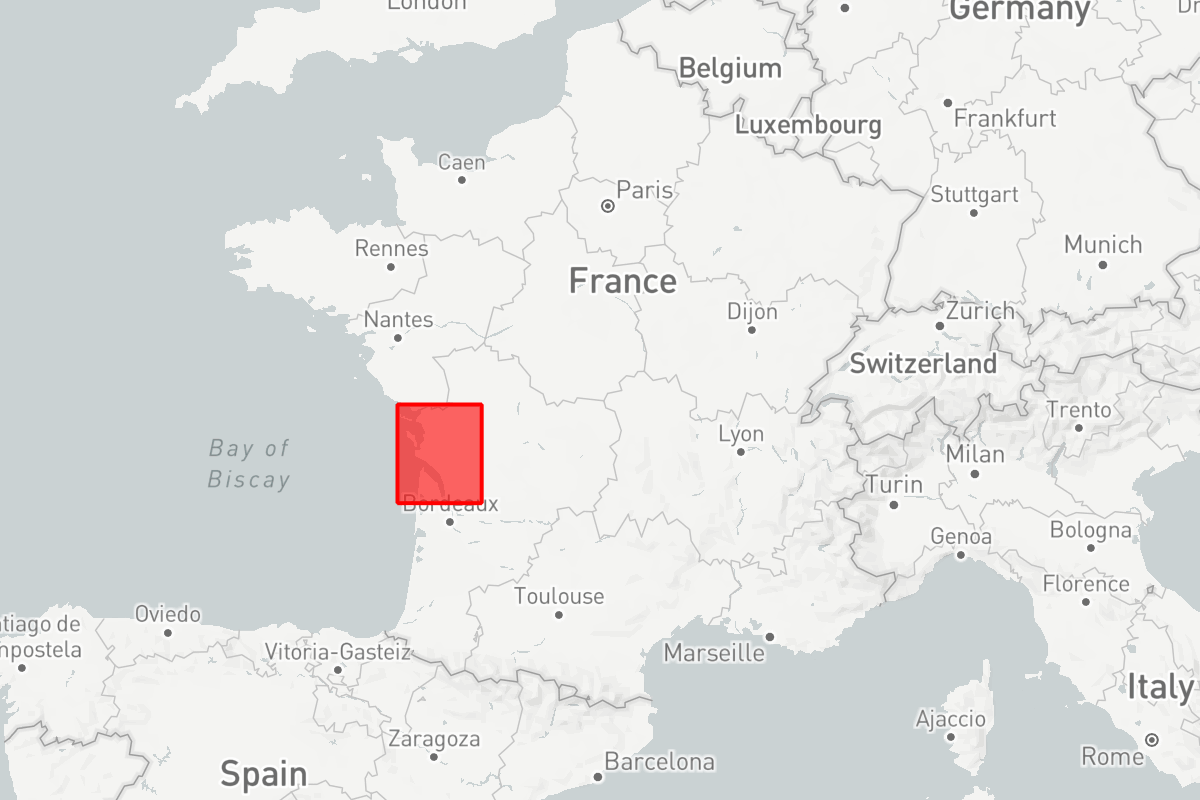 London
Germany
Dr
Belgium
Luxembourg
Frankfurt
Caen
Paris
Stuttgart
Rennes
Munich
France
Nantes
Dijon
Zurich
Switzerland
Trento
Bay of
Biscay
Lyon
Milan
Turin
Bordeaux
Genoa
Bologna
Florence
Toulouse
Oviedo
tiago de
npostela
Vitoria-Gasteiz
Marseille
Italy
Ajaccio
Zaragoza
Rome
Barcelona
Spain